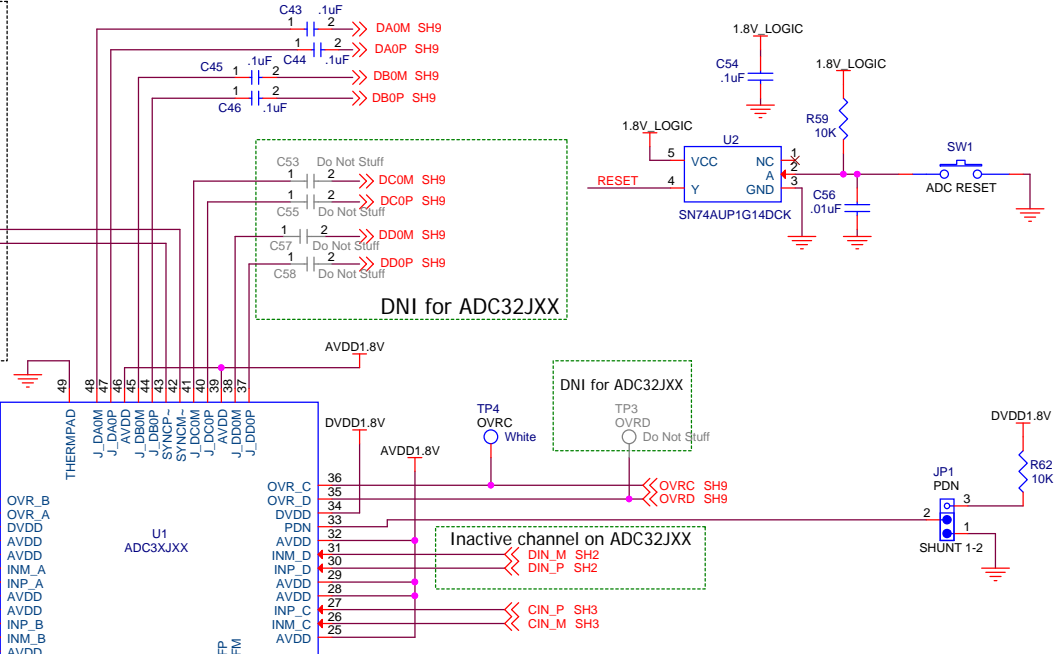 C43 .1uF
1 2 DA0M SH9
1 2 DA0P SH9
C44 .1uF
C45 .1uF
1 2 DB0M SH9
1 2 DB0P SH9
C46 .1uF
C53 Do Not Stuff
1 2 DC0M SH9
1 2 DC0P SH9
C55 Do Not Stuff
1 2 DD0M SH9
C57 Do Not Stuff
1 2 DD0P SH9
C58 Do Not Stuff
DNI for ADC32JXX
1.8V_LOGIC
C54
.1uF
1.8V_LOGIC
R59
10K
1.8V_LOGIC
U2
5 VCC NC 1
A 2
RESET 4 Y GND 3
SN74AUP1G14DCK
C56
.01uF
SW1
ADC RESET
AVDD1.8V
49 48 47 46 45 44 43 42 41 40 39 38 37
THERMPAD
J_DA0M
J_DA0P
AVDD
J_DB0M
J_DB0P
SYNCP~
SYNCM~
J_DC0M
J_DC0P
AVDD
J_DD0M
J_DD0P
DVDD1.8V
AVDD1.8V
DNI for ADC32JXX
TP4
OVRC
White
TP3
OVRD
Do Not Stuff
OVR_C 36 OVRC SH9
OVR_D 35 OVRD SH9
DVDD 34
PDN 33
AVDD 32
INM_D 31 DIN_M SH2
INP_D 30 DIN_P SH2
AVDD 29
AVDD 28
INP_C 27 CIN_P SH3
INM_C 26 CIN_M SH3
AVDD 25
Inactive channel on ADC32JXX
OVR_B
OVR_A
DVDD
AVDD
AVDD
INM_A
INP_A
AVDD
AVDD
INP_B
INM_B
AVDD
U1
ADC3XJXX
FP
FM
DVDD1.8V
R62
10K
JP1
PDN
3
2
1
SHUNT 1-2